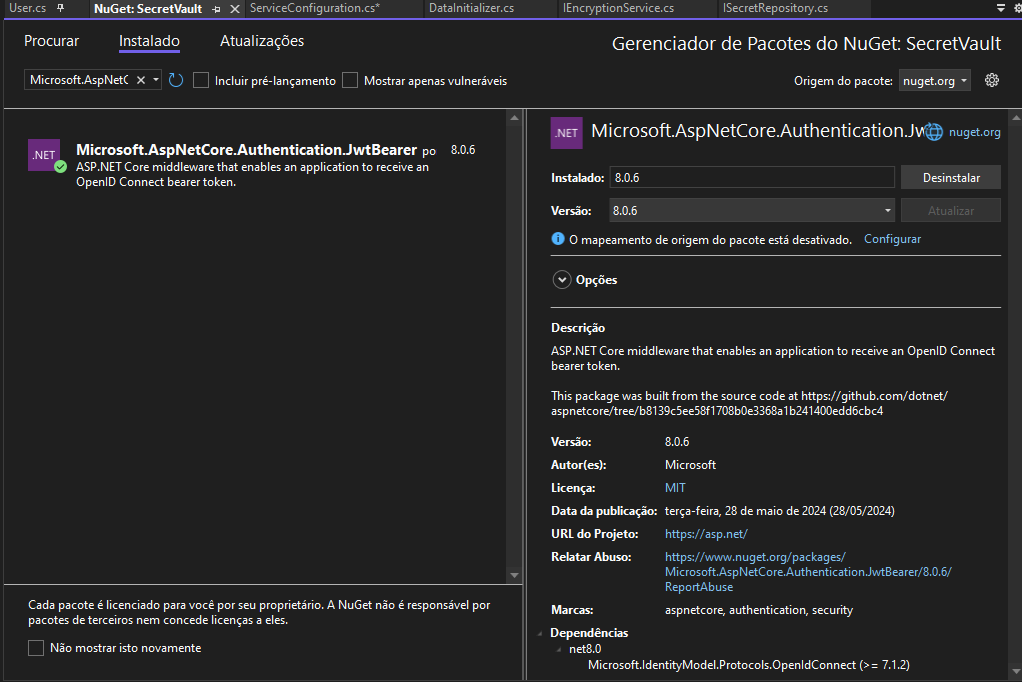 User.cs NuGet: SecretVault ServiceConfiguration.cs* DataInitializer.cs IEncryptionService.cs ISecretRepository.cs
Procurar Instalado Atualizações
Gerenciador de Pacotes do NuGet: SecretVault
Microsoft.AspNetC Incluir pré-lançamento Mostrar apenas vulneráveis
Origem do pacote: nuget.org
.NET
Microsoft.AspNetCore.Authentication.JwtBearer po 8.0.6
ASP.NET Core middleware that enables an application to receive an
OpenID Connect bearer token.
Cada pacote é licenciado para você por seu proprietário. A NuGet não é responsável por
pacotes de terceiros nem concede licenças a eles.
Não mostrar isto novamente
.NET Microsoft.AspNetCore.Authentication.Jw nuget.org
Instalado: 8.0.6 Desinstalar
Versão: 8.0.6 Atualizar
O mapeamento de origem do pacote está desativado. Configurar
Opções
Descrição
ASP.NET Core middleware that enables an application to receive an OpenID Connect
bearer token.
This package was built from the source code at https://github.com/dotnet/
aspnetcore/tree/b8139c5ee58f1708b0e3368a1b241400edd6cbc4
Versão: 8.0.6
Autor(es): Microsoft
Licença: MIT
Data da publicação: terça-feira, 28 de maio de 2024 (28/05/2024)
URL do Projeto: https://asp.net/
Relatar Abuso: https://www.nuget.org/packages/
Microsoft.AspNetCore.Authentication.JwtBearer/8.0.6/
ReportAbuse
Marcas: aspnetcore, authentication, security
Dependências
net8.0
Microsoft.IdentityModel.Protocols.OpenIdConnect (>= 7.1.2)